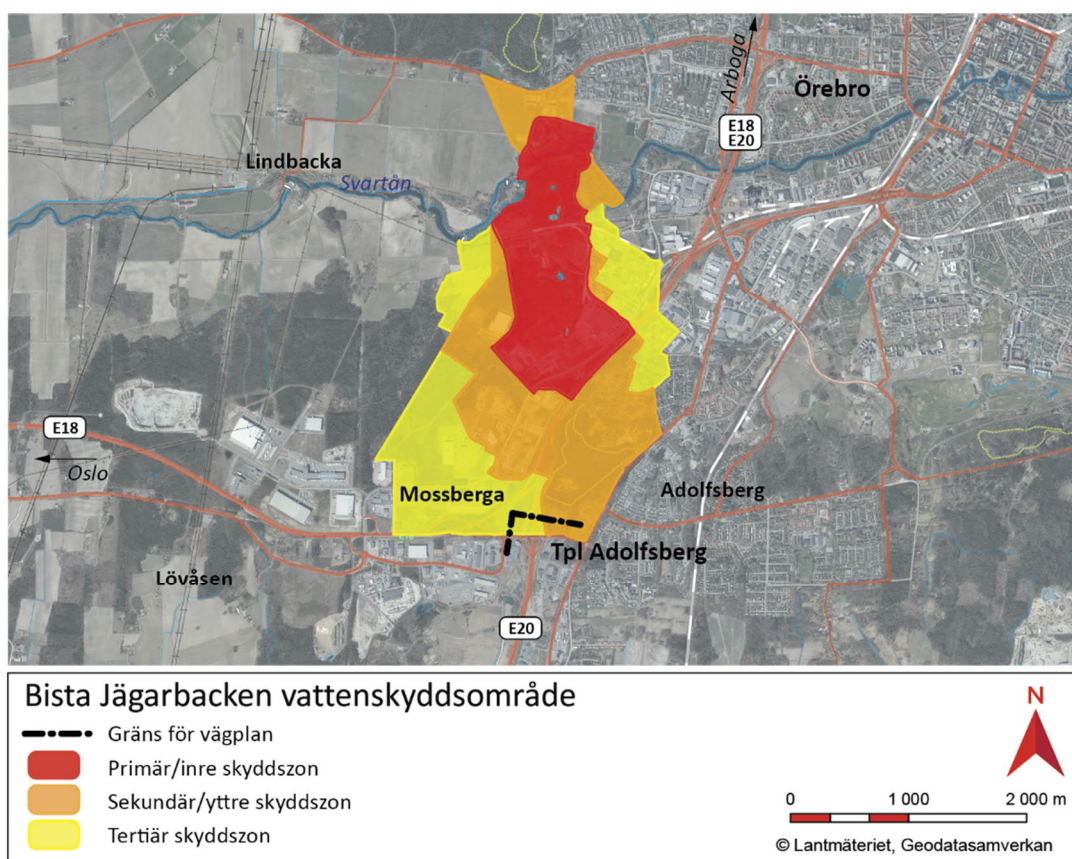 Arboga
Örebro
E18
E20
Lindbacka
Svartån
E18
Oslo
Mossberga
Adolfsberg
Tpl Adolfsberg
Lövåsen
E20
Bista Jägarbacken vattenskyddsområde
Gräns för vägplan
Primär/inre skyddszon
Sekundär/yttre skyddszon
Tertiär skyddszon
N
0 1 000 2 000 m
© Lantmäteriet, Geodatasamverkan